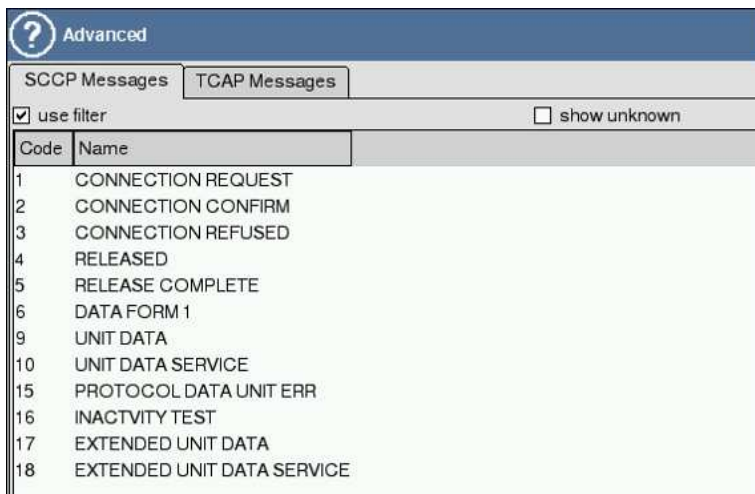 ? Advanced
SCCP Messages TCAP Messages
use filter show unknown
Code Name
1 CONNECTION REQUEST
2 CONNECTION CONFIRM
3 CONNECTION REFUSED
4 RELEASED
5 RELEASE COMPLETE
6 DATA FORM 1
9 UNIT DATA
10 UNIT DATA SERVICE
15 PROTOCOL DATA UNIT ERR
16 INACTVITY TEST
17 EXTENDED UNIT DATA
18 EXTENDED UNIT DATA SERVICE